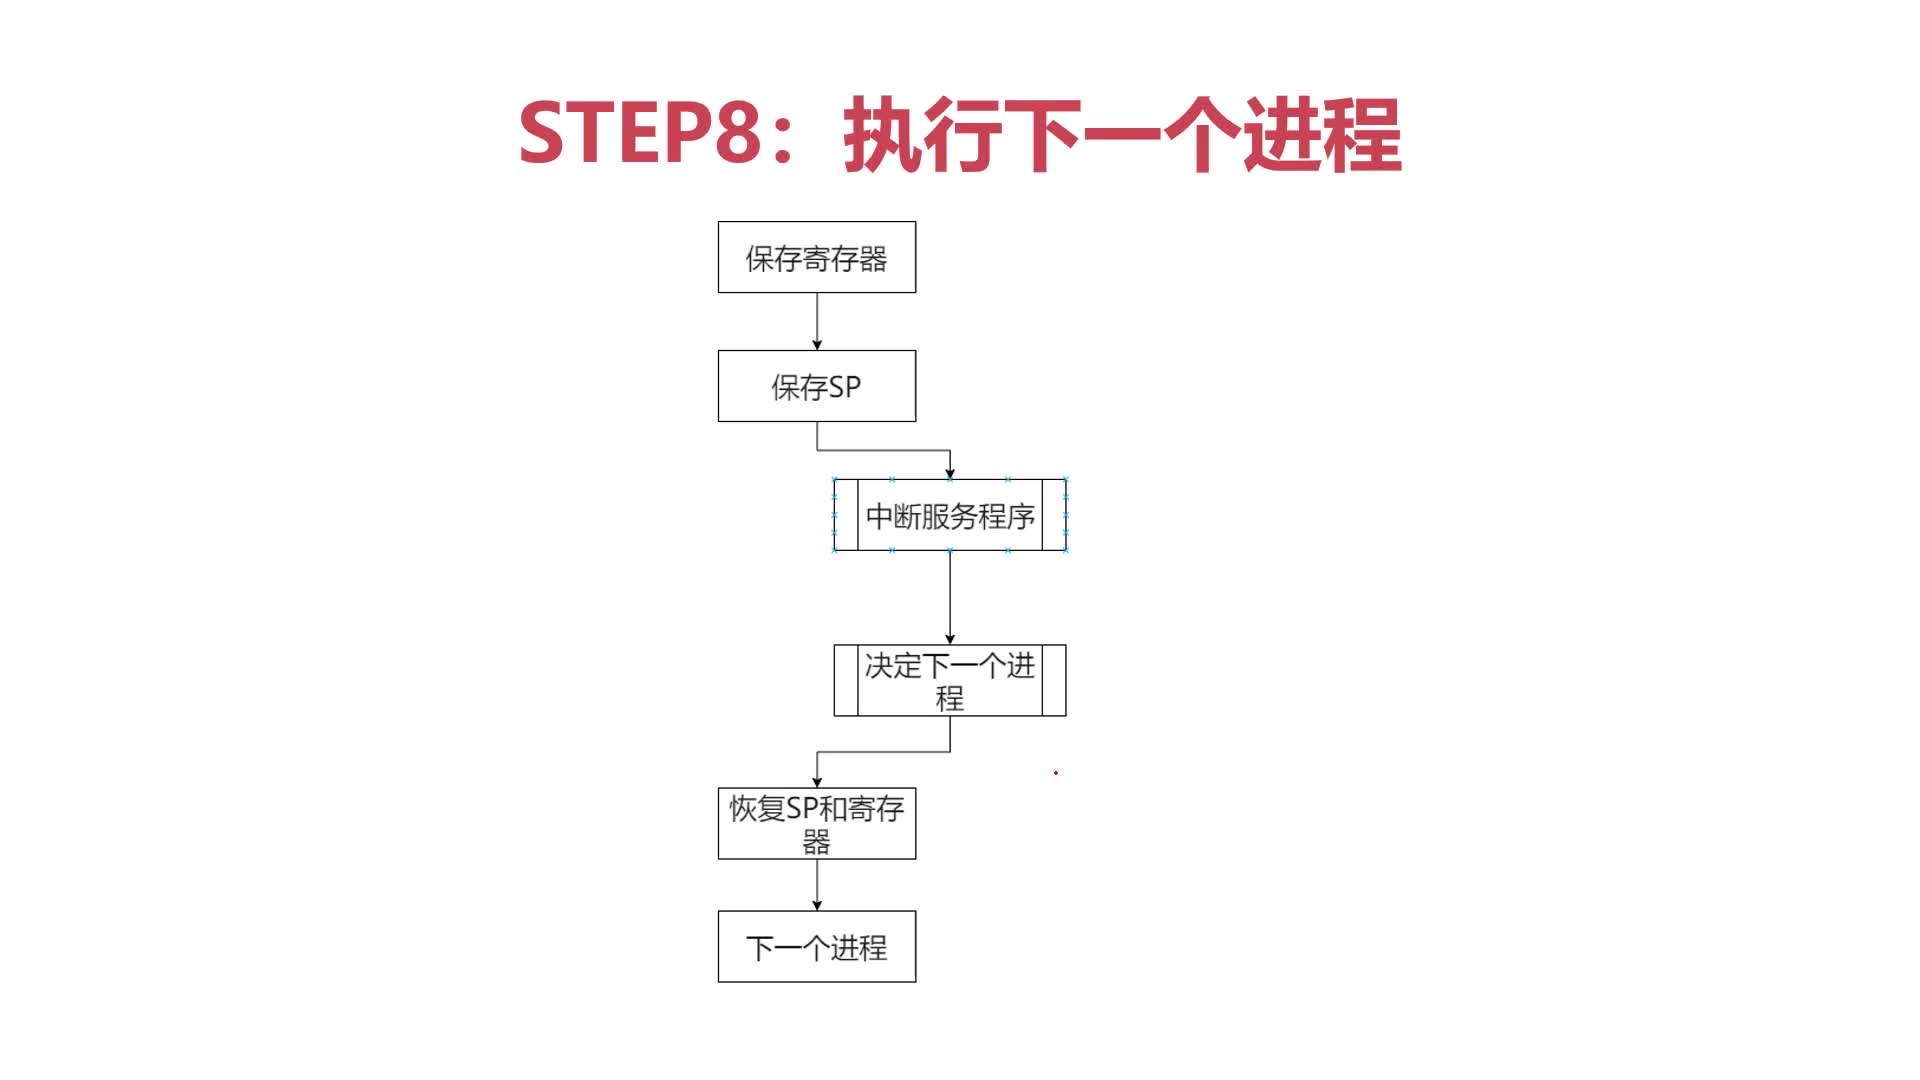 STEP8：执行下一个进程
保存寄存器
保存SP
中断服务程序
决定下一个进
程
恢复SP和寄存
器
下一个进程